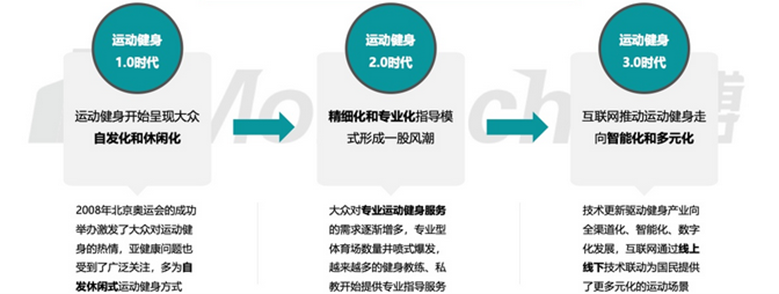 运动健身
1.0时代
运动健身开始呈现大众
自发化和休闲化
2008年北京奥运会的成功
举办激发了大众对运动健
身的热情，亚健康问题也
受到了广泛关注，多为自
发休闲式运动健身方式
运动健身
2.0时代
精细化和专业化指导模
式形成一股风潮
大众对专业运动健身服务
的需求逐渐增多，专业型
体育场数量井喷式爆发，
越来越多的健身教练、私
教开始提供专业指导服务
运动健身
3.0时代
互联网推动运动健身走
向智能化和多元化
技术更新驱动健身产业向
全渠道化、智能化、数字
化发展，互联网通过线上
线下技术联动为国民提供
了更多元化的运动场景